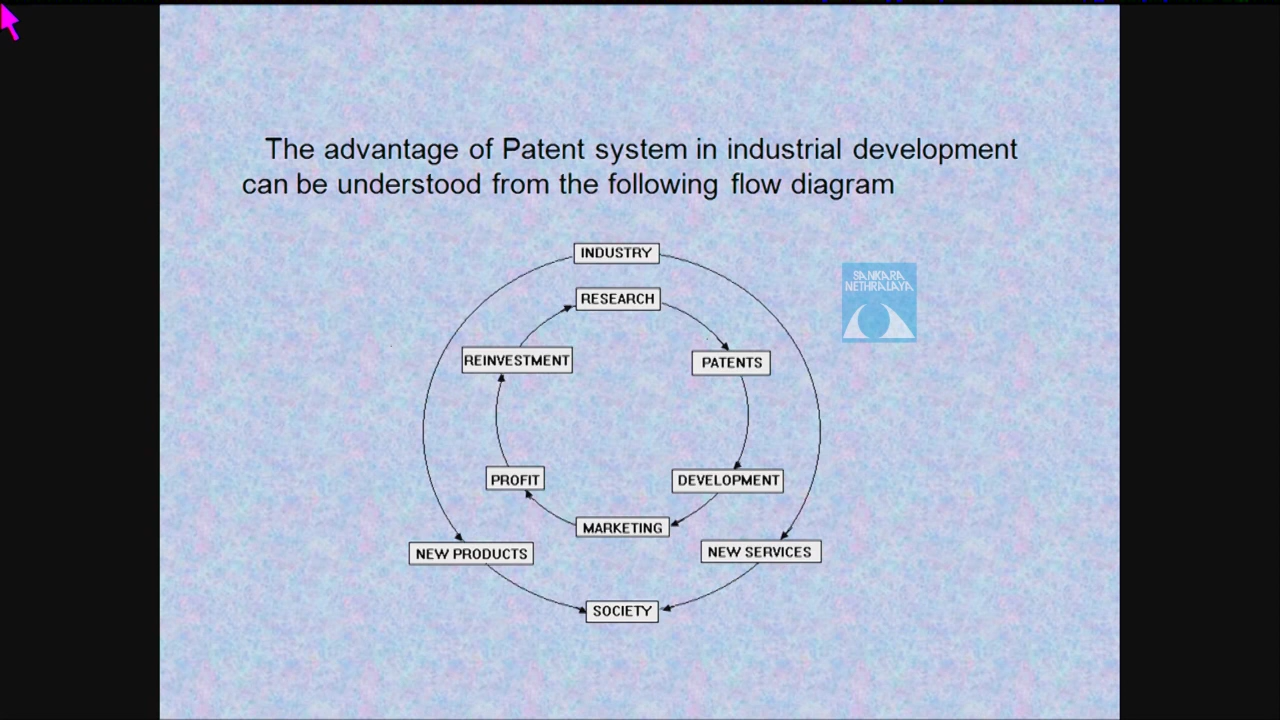 The advantage of Patent system in industrial development
can be understood from the following flow diagram
INDUSTRY
SANKARA
NETHRALAYA
RESEARCH
REINVESTMENT
PATENTS
PROFIT
DEVELOPMENT
MARKETING
NEW PRODUCTS
NEW SERVICES
SOCIETY